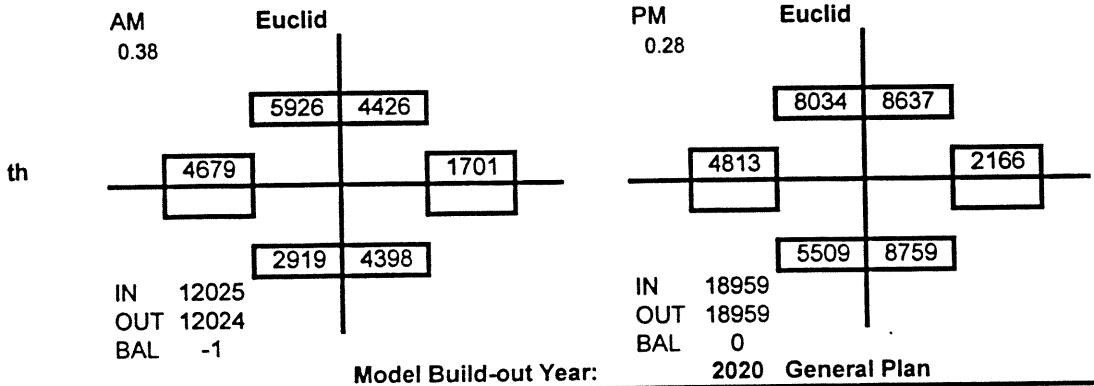 AM Euclid PM Euclid
0.38 0.28
5926 4426 8034 8637
th 4679 1701 4813 2166
2919 4398 5509 8759
IN 12025 IN 18959
OUT 12024 OUT 18959
BAL -1 BAL 0
Model Build-out Year: 2020 General Plan